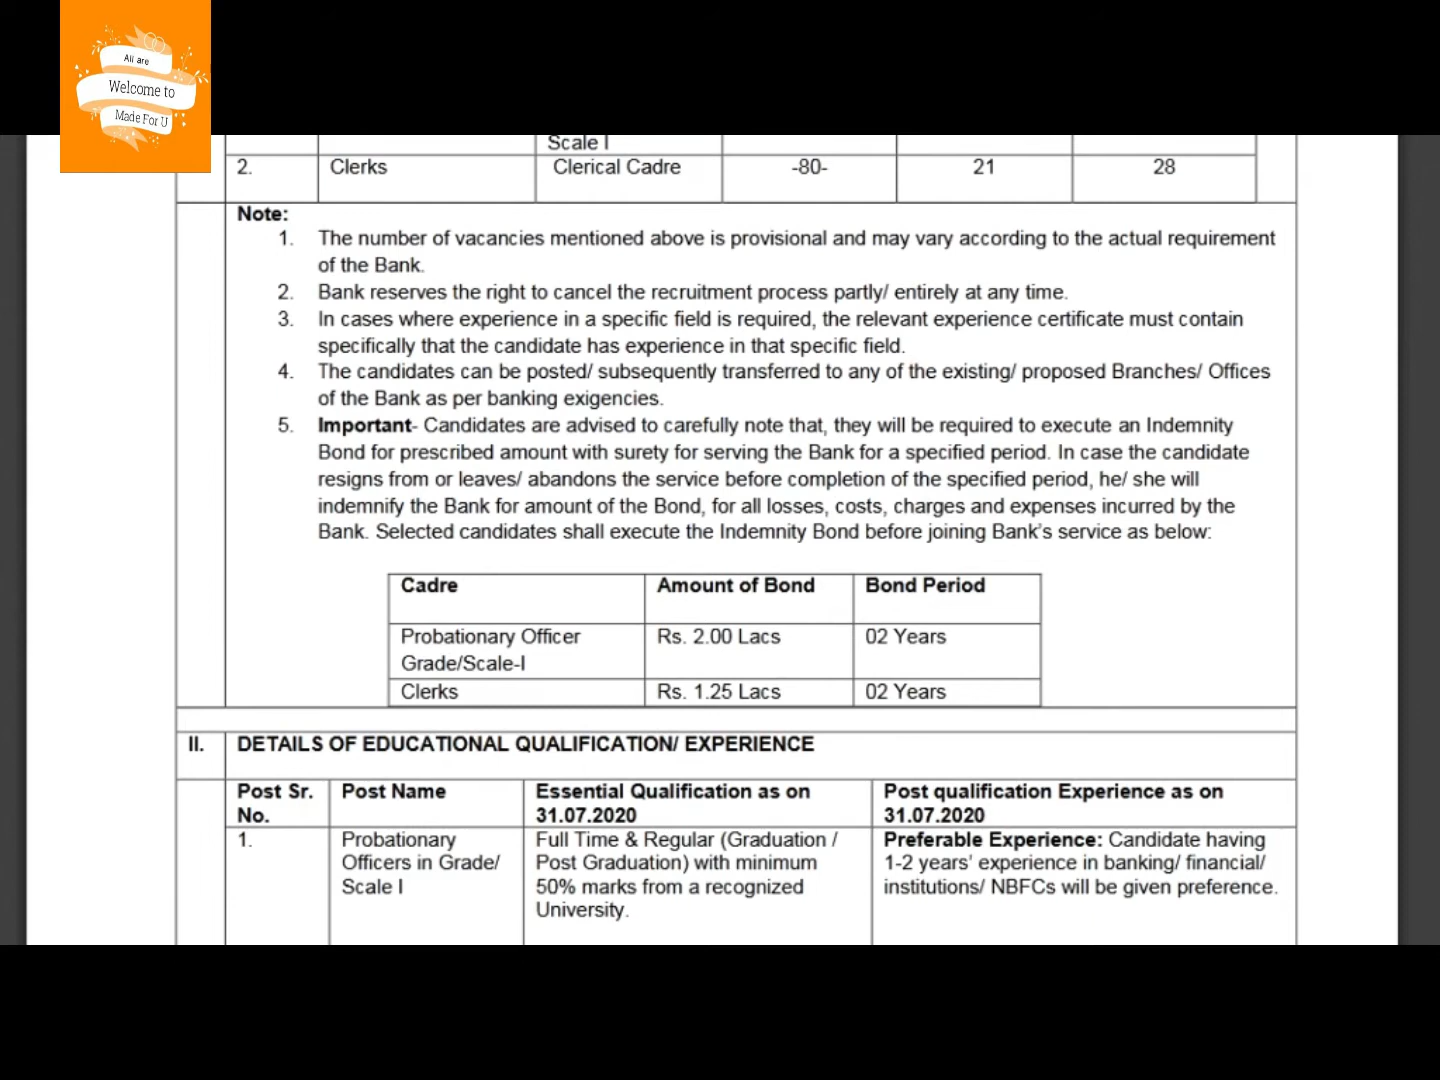 All are
Welcome to
Made For U
Scale I
2. Clerks Clerical Cadre -80- 21 28
Note:
1. The number of vacancies mentioned above is provisional and may vary according to the actual requirement
of the Bank.
2. Bank reserves the right to cancel the recruitment process partly/ entirely at any time.
3. In cases where experience in a specific field is required, the relevant experience certificate must contain
specifically that the candidate has experience in that specific field.
4. The candidates can be posted/ subsequently transferred to any of the existing/ proposed Branches/ Offices
of the Bank as per banking exigencies.
5. Important- Candidates are advised to carefully note that, they will be required to execute an Indemnity
Bond for prescribed amount with surety for serving the Bank for a specified period. In case the candidate
resigns from or leaves/ abandons the service before completion of the specified period, he/ she will
indemnify the Bank for amount of the Bond, for all losses, costs, charges and expenses incurred by the
Bank. Selected candidates shall execute the Indemnity Bond before joining Bank's service as below:
Cadre Amount of Bond Bond Period
Probationary Officer Rs. 2.00 Lacs 02 Years
Grade/Scale-I
Clerks Rs. 1.25 Lacs 02 Years
II. DETAILS OF EDUCATIONAL QUALIFICATION/ EXPERIENCE
Post Sr. Post Name Essential Qualification as on Post qualification Experience as on
No. 31.07.2020 31.07.2020
1. Probationary Full Time & Regular (Graduation / Preferable Experience: Candidate having
Officers in Grade/ Post Graduation) with minimum 1-2 years' experience in banking/ financial/
Scale I 50% marks from a recognized institutions/ NBFCs will be given preference.
University.